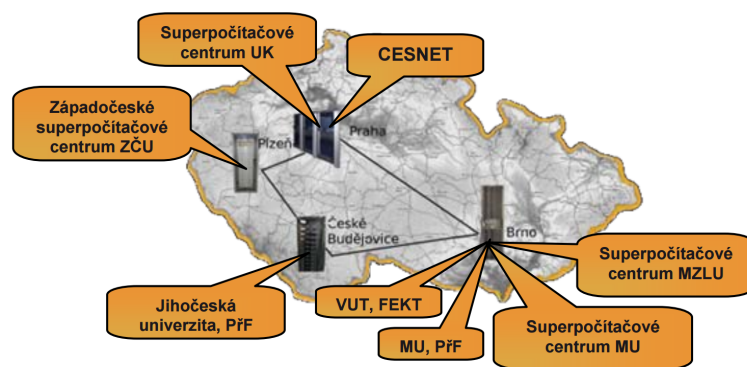 Superpočítačové
centrum UK
CESNET
Západočeské
superpočítačové
centrum ZČU
Plzeň
Praha
České
Budějovice
Brno
Superpočítačové
centrum MZLU
Jihočeská
univerzita, PřF
VUT, FEKT
MU, PřF
Superpočítačové
centrum MU